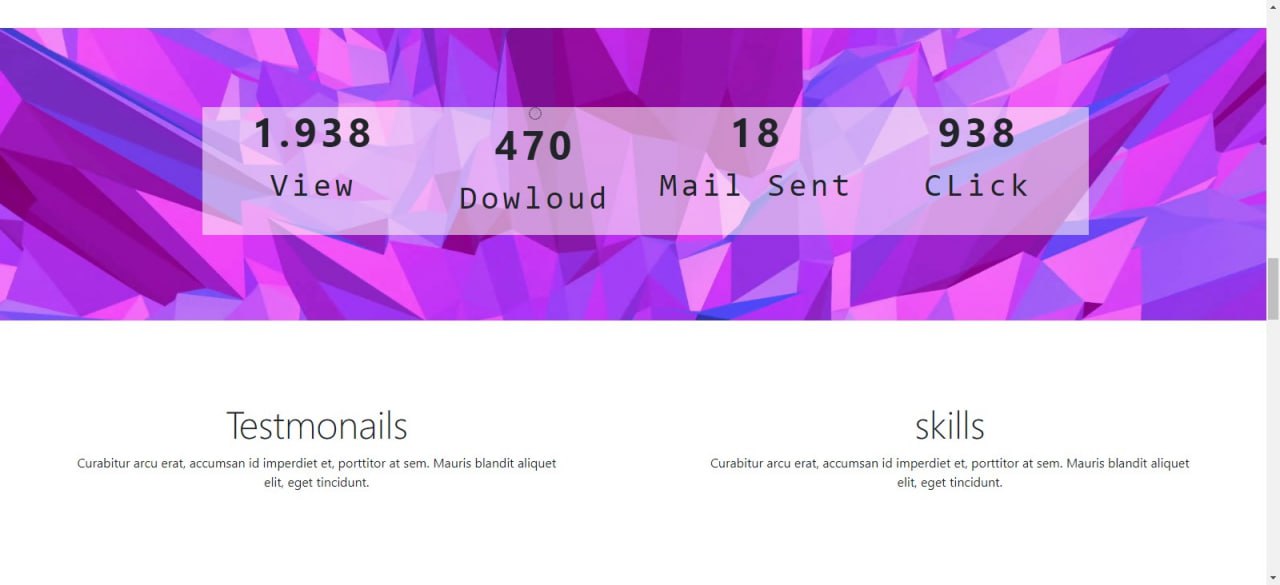 1.938
470
18
938
View
Dowloud
Mail Sent
CLick
Testmonails
skills
Curabitur arcu erat, accumsan id imperdiet et, porttitor at sem. Mauris blandit aliquet
elit, eget tincidunt.
Curabitur arcu erat, accumsan id imperdiet et, porttitor at sem. Mauris blandit aliquet
elit, eget tincidunt.